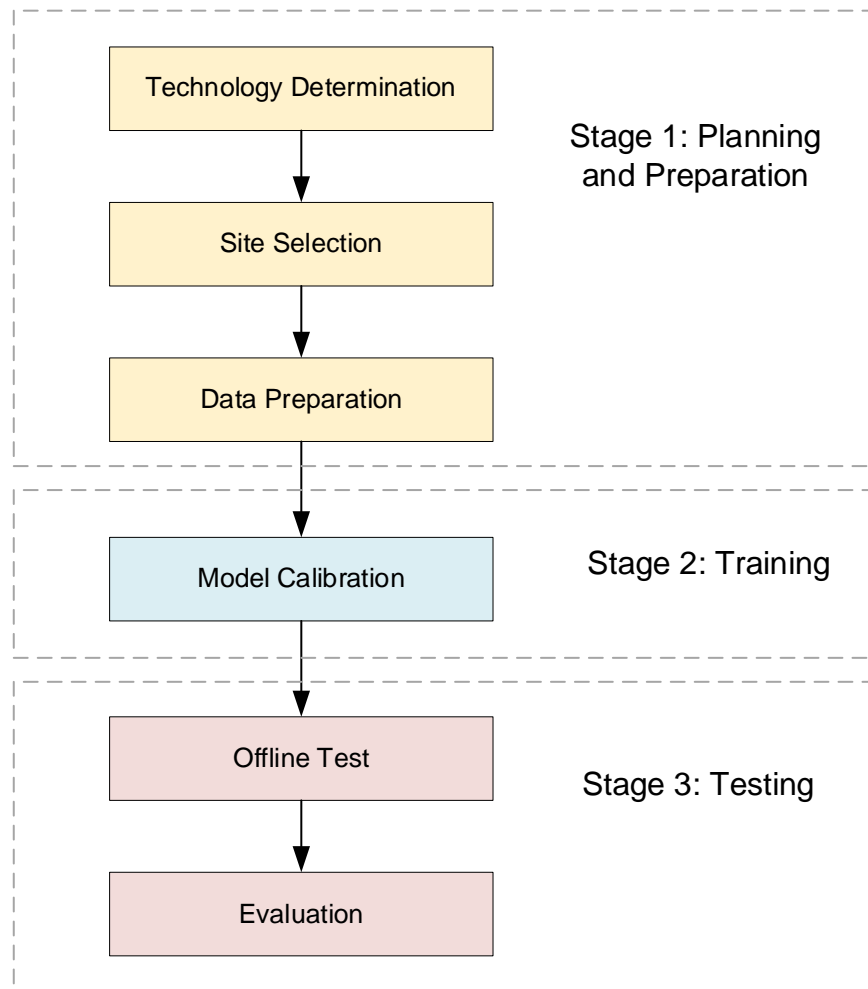 Technology Determination
Stage 1: Planning
and Preparation
Site Selection
Data Preparation
Model Calibration
Stage 2: Training
Offline Test
Stage 3: Testing
Evaluation